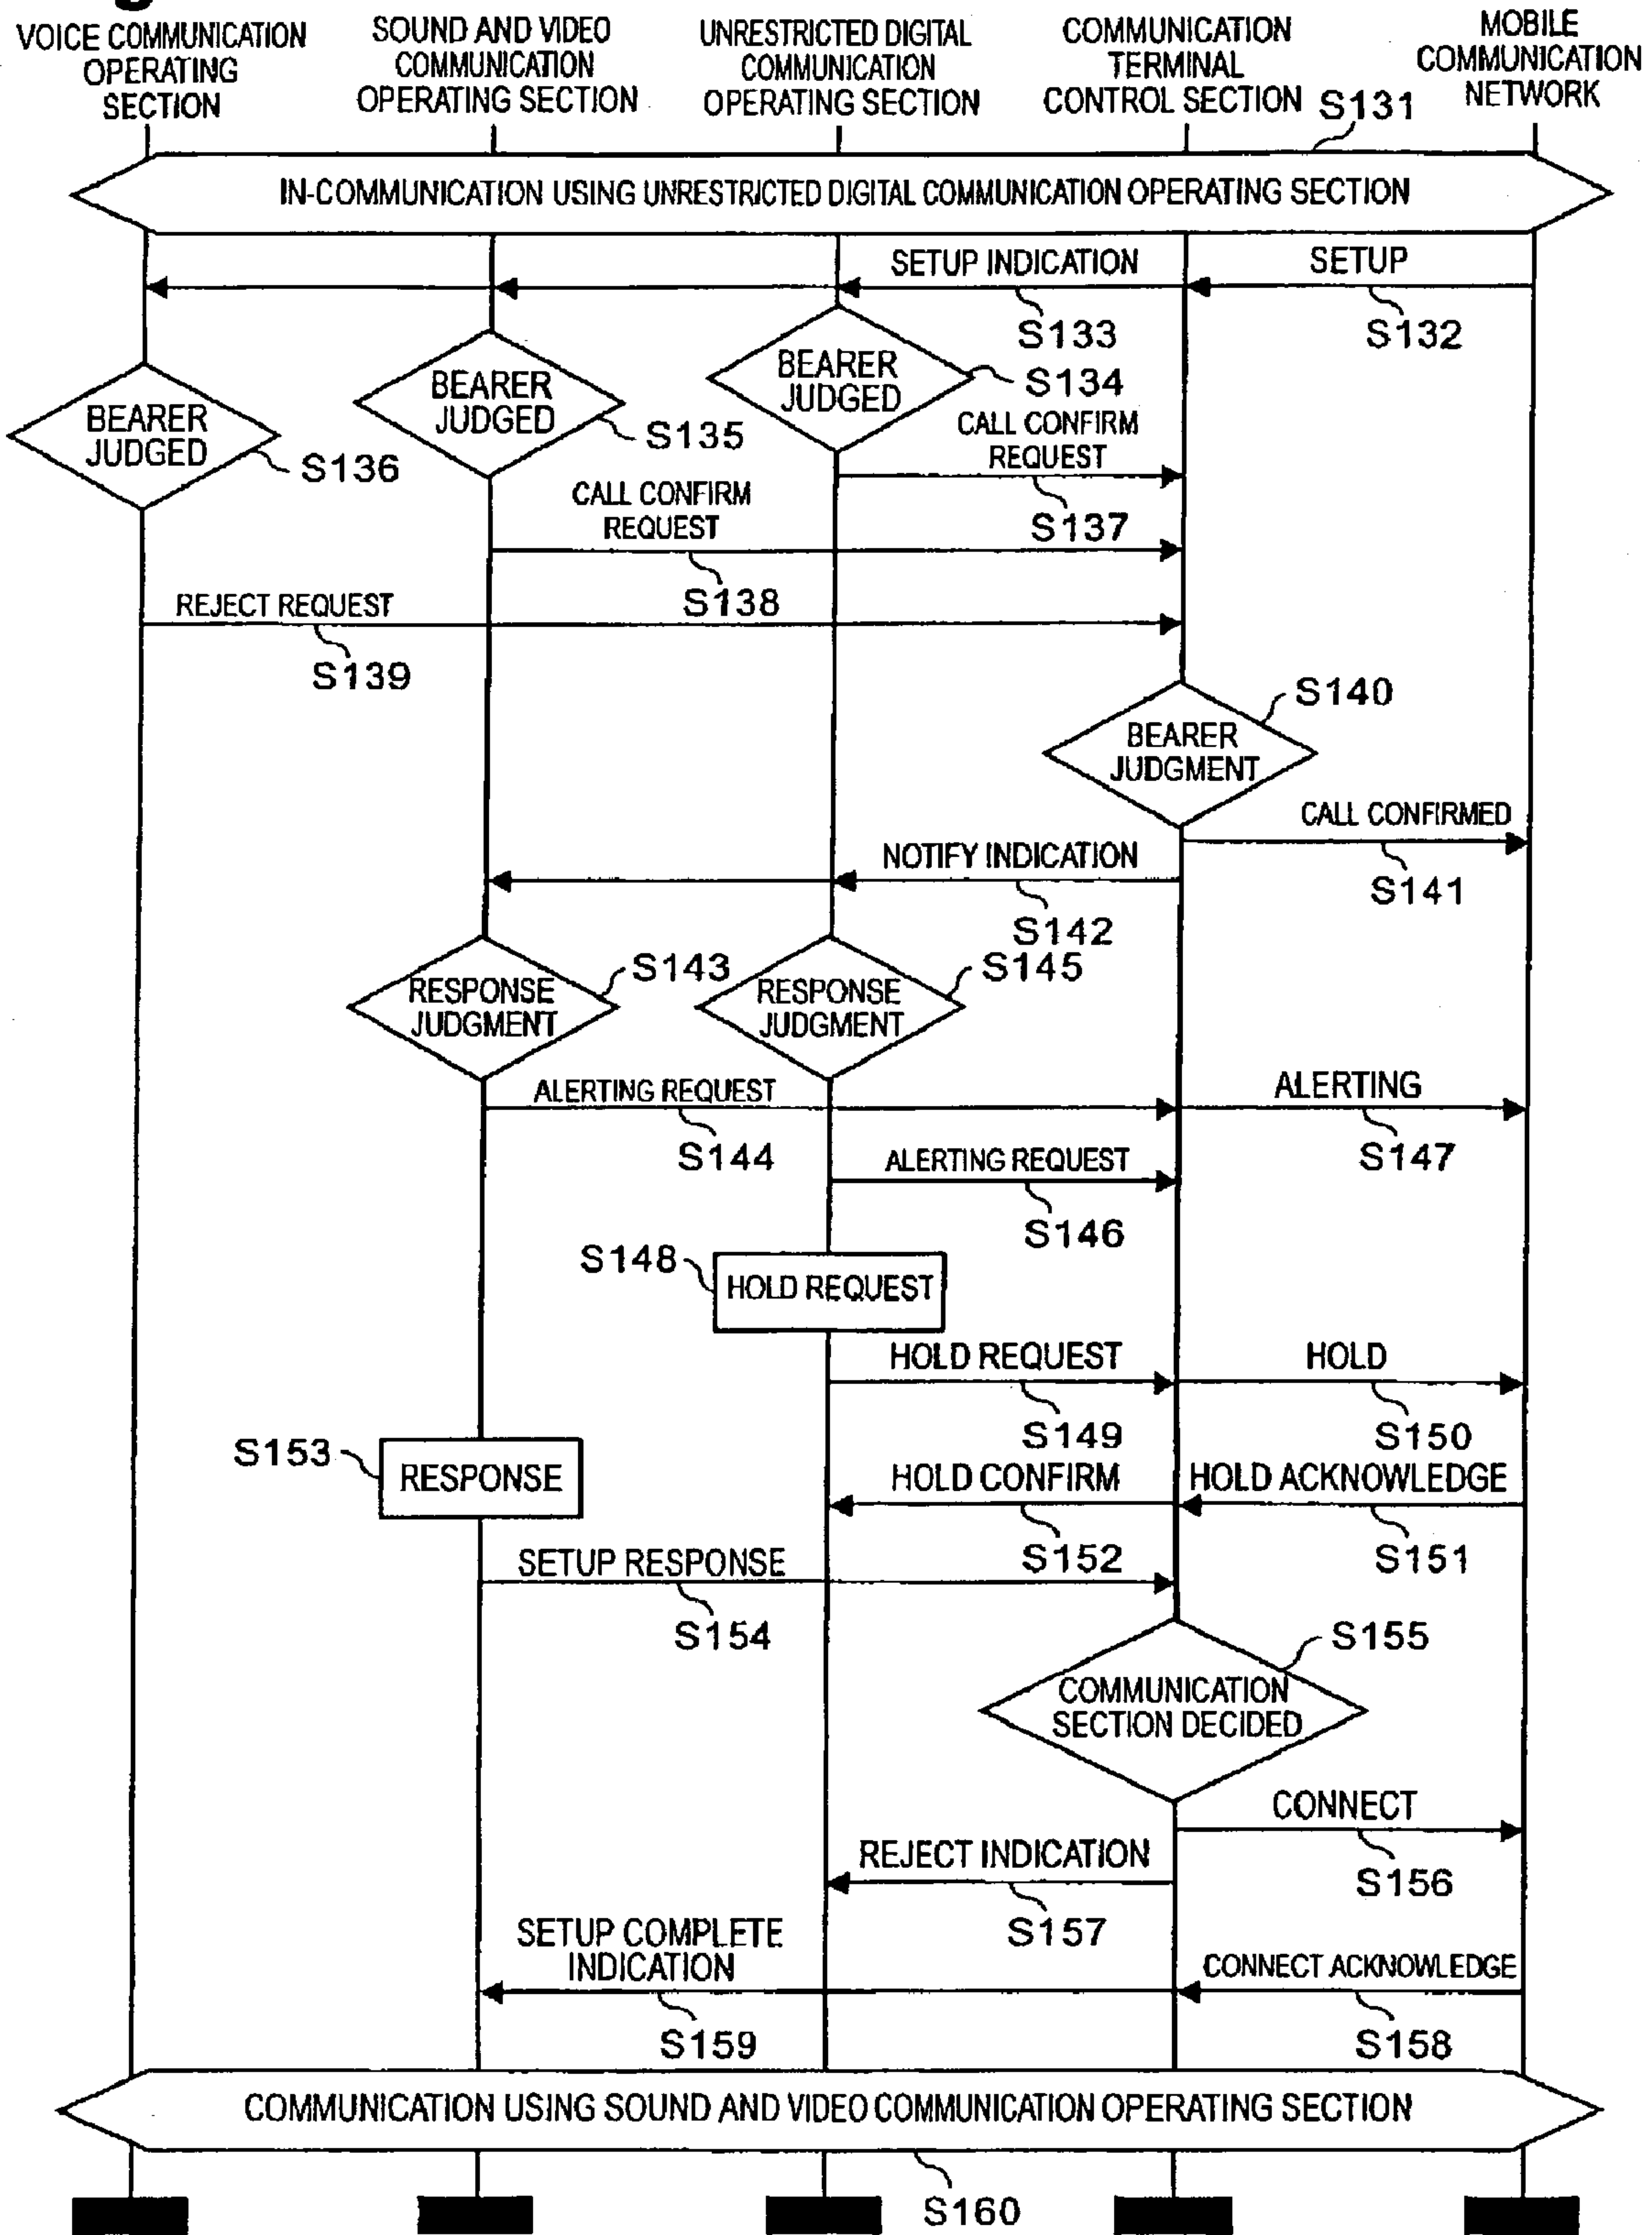 VOICE COMMUNICATION
OPERATING
SECTION
SOUND AND VIDEO
COMMUNICATION
OPERATING SECTION
UNRESTRICTED DIGITAL
COMMUNICATION
OPERATING SECTION
COMMUNICATION
TERMINAL
CONTROL SECTION
MOBILE
COMMUNICATION
NETWORK
S131
IN-COMMUNICATION USING UNRESTRICTED DIGITAL COMMUNICATION OPERATING SECTION
SETUP INDICATION
SETUP
S133
S132
BEARER
JUDGED
S134
BEARER
JUDGED
S135
BEARER
JUDGED
S136
CALL CONFIRM
REQUEST
S137
CALL CONFIRM
REQUEST
S138
REJECT REQUEST
S139
S140
BEARER
JUDGMENT
CALL CONFIRMED
S141
NOTIFY INDICATION
S142
S143
RESPONSE
JUDGMENT
S145
RESPONSE
JUDGMENT
ALERTING REQUEST
ALERTING
S144
S147
ALERTING REQUEST
S146
S148
HOLD REQUEST
HOLD REQUEST
HOLD
S149
S150
S153
RESPONSE
HOLD CONFIRM
HOLD ACKNOWLEDGE
S152
S151
SETUP RESPONSE
S154
S155
COMMUNICATION
SECTION DECIDED
CONNECT
S156
REJECT INDICATION
S157
SETUP COMPLETE
INDICATION
CONNECT ACKNOWLEDGE
S159
S158
COMMUNICATION USING SOUND AND VIDEO COMMUNICATION OPERATING SECTION
S160